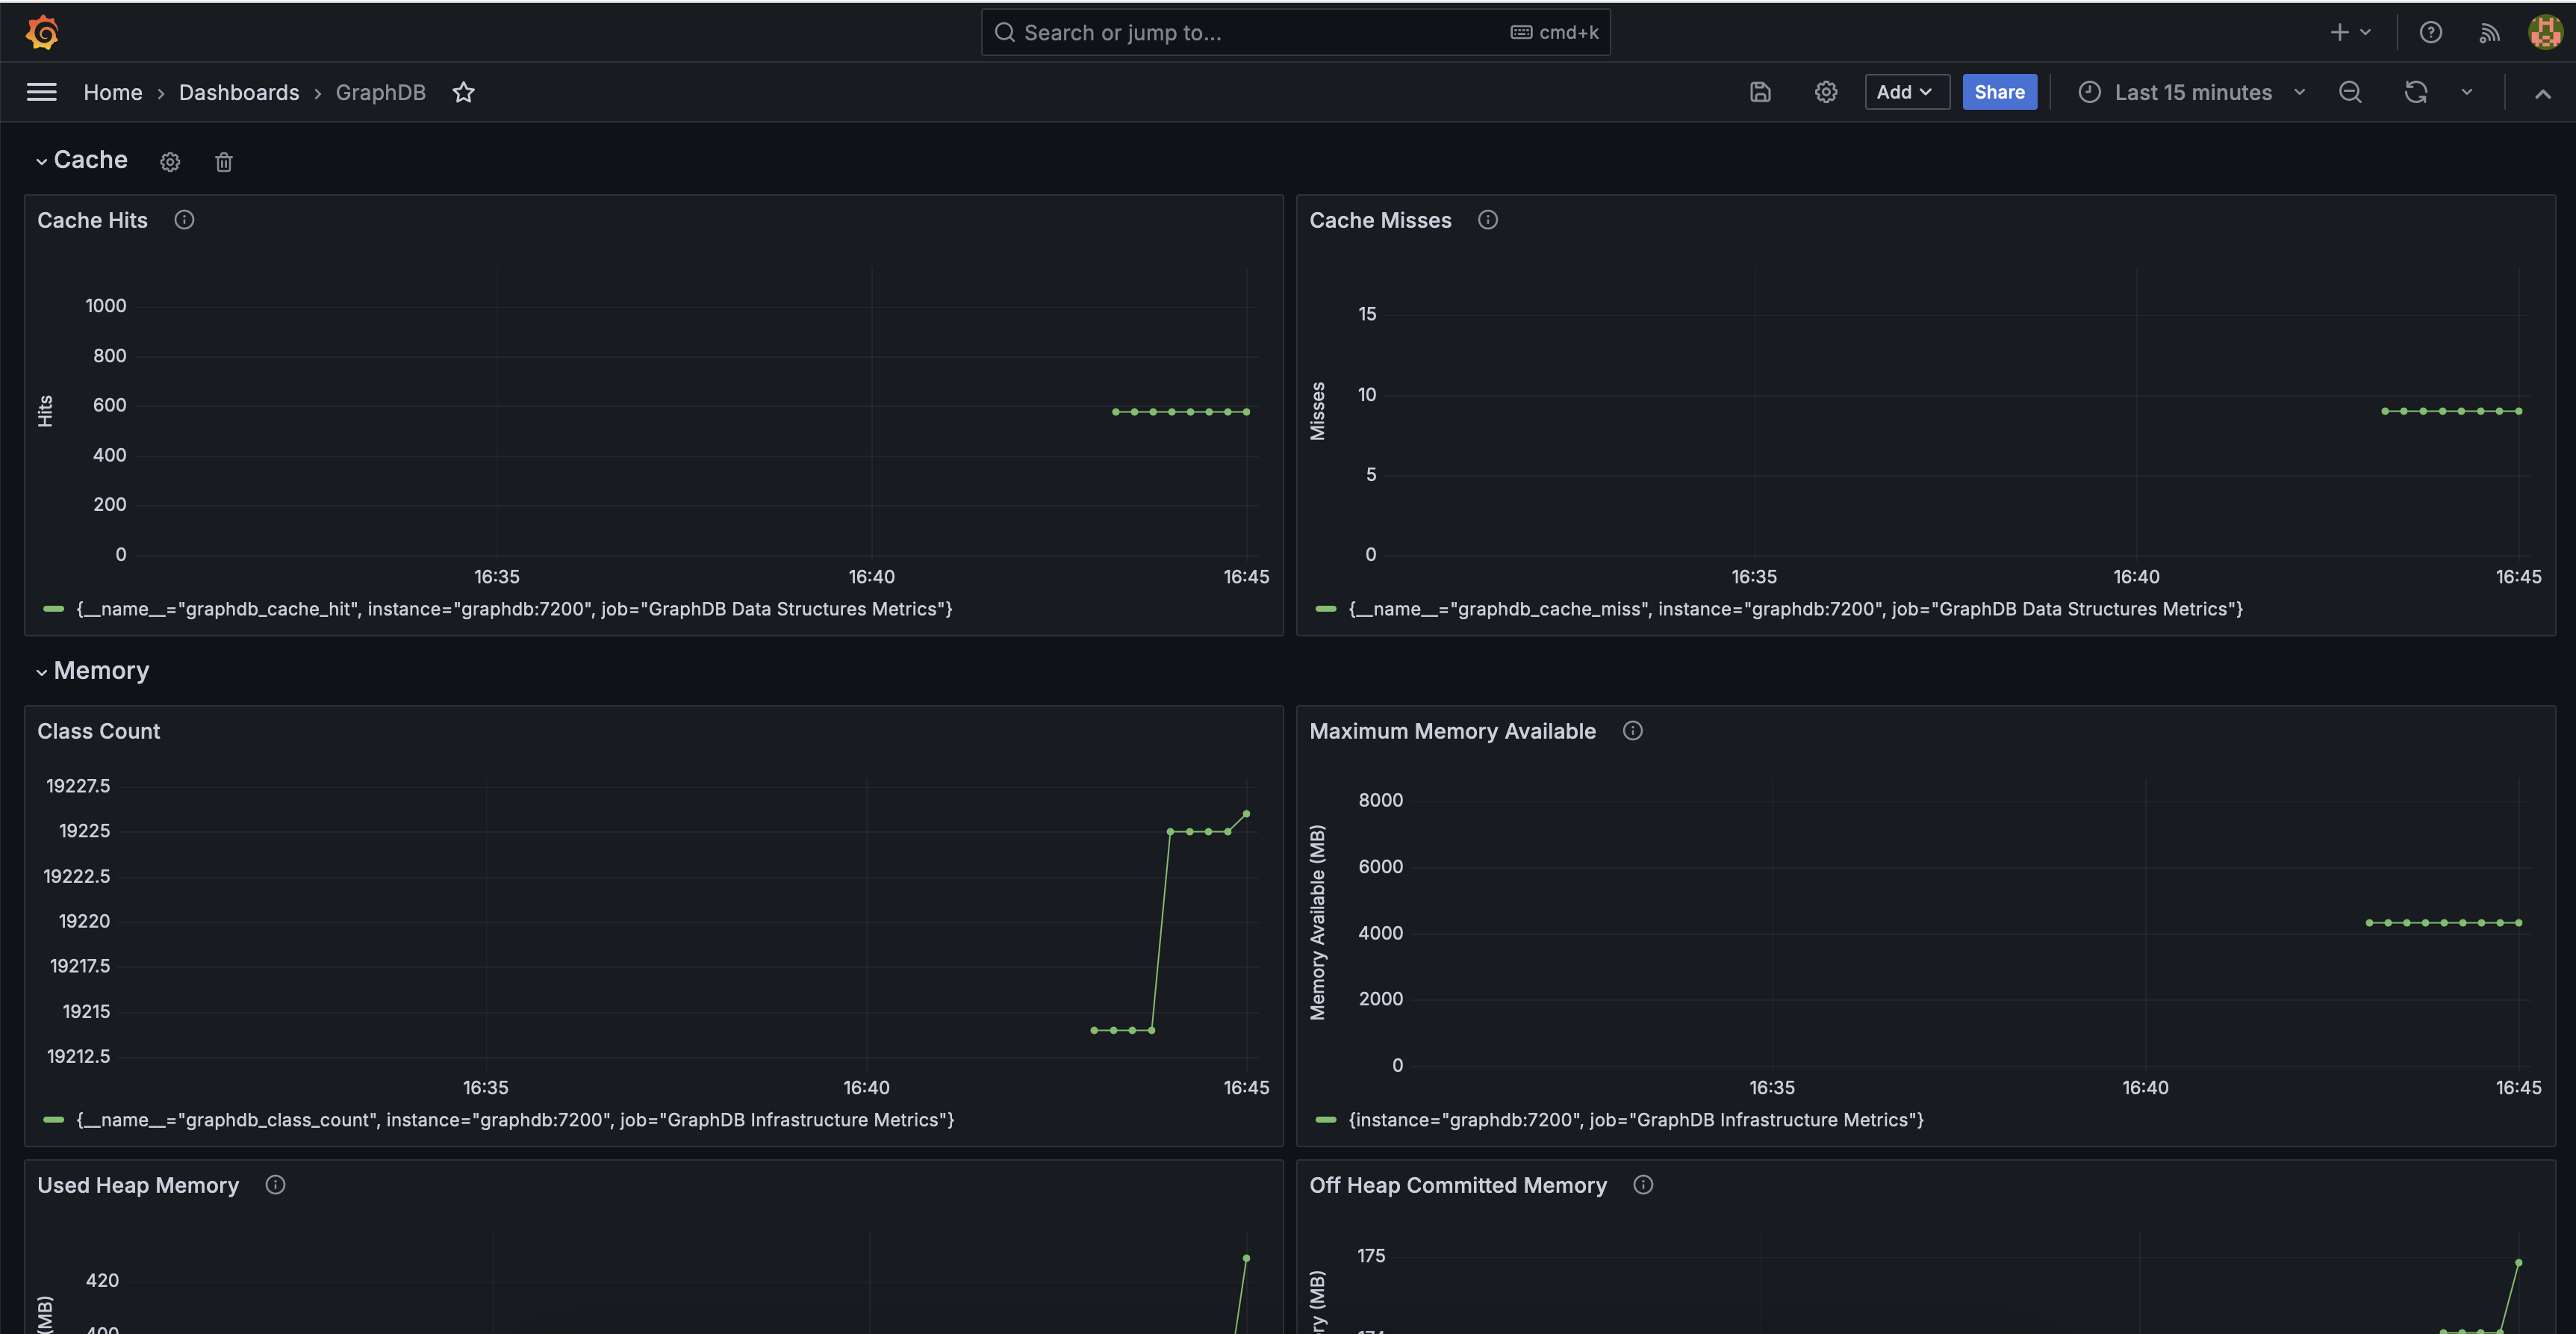 Search or jump to...
cmd+k
Home › Dashboards › GraphDB
Add
Share
Last 15 minutes
Cache
Cache Hits
Hits
1000
800
600
400
200
0
16:35
16:40
16:45
{__name__="graphdb_cache_hit", instance="graphdb:7200", job="GraphDB Data Structures Metrics"}
Cache Misses
Misses
15
10
5
0
16:35
16:40
16:45
{__name__="graphdb_cache_miss", instance="graphdb:7200", job="GraphDB Data Structures Metrics"}
Memory
Class Count
19227.5
19225
19222.5
19220
19217.5
19215
19212.5
16:35
16:40
16:45
{__name__="graphdb_class_count", instance="graphdb:7200", job="GraphDB Infrastructure Metrics"}
Maximum Memory Available
Memory Available (MB)
8000
6000
4000
2000
0
16:35
16:40
16:45
{instance="graphdb:7200", job="GraphDB Infrastructure Metrics"}
Used Heap Memory
(MB)
420
Off Heap Committed Memory
(MB)
175